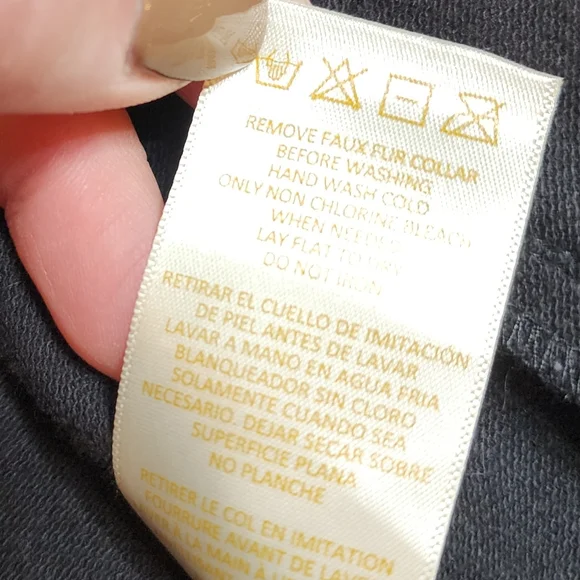 REMOVE FAUX FUR COLLAR
BEFORE WASHING
HAND WASH COLD
ONLY NON CHLORINE BLEACH
WHEN NEEDED
LAY FLAT TO DRY
DO NOT IRON
RETIRAR EL CUELLO DE IMITACIÓN
DE PIEL ANTES DE LAVAR
LAVAR A MANO EN AGUA FRIA
BLANQUEADOR SIN CLORO
SOLAMENTE CUANDO SEA
NECESARIO. DEJAR SECAR SOBRE
SUPERFICIE PLANA
NO PLANCHE
RETIRER LE COL EN IMITATION
FOURRURE AVANT DE LAVER
LA MAIN À